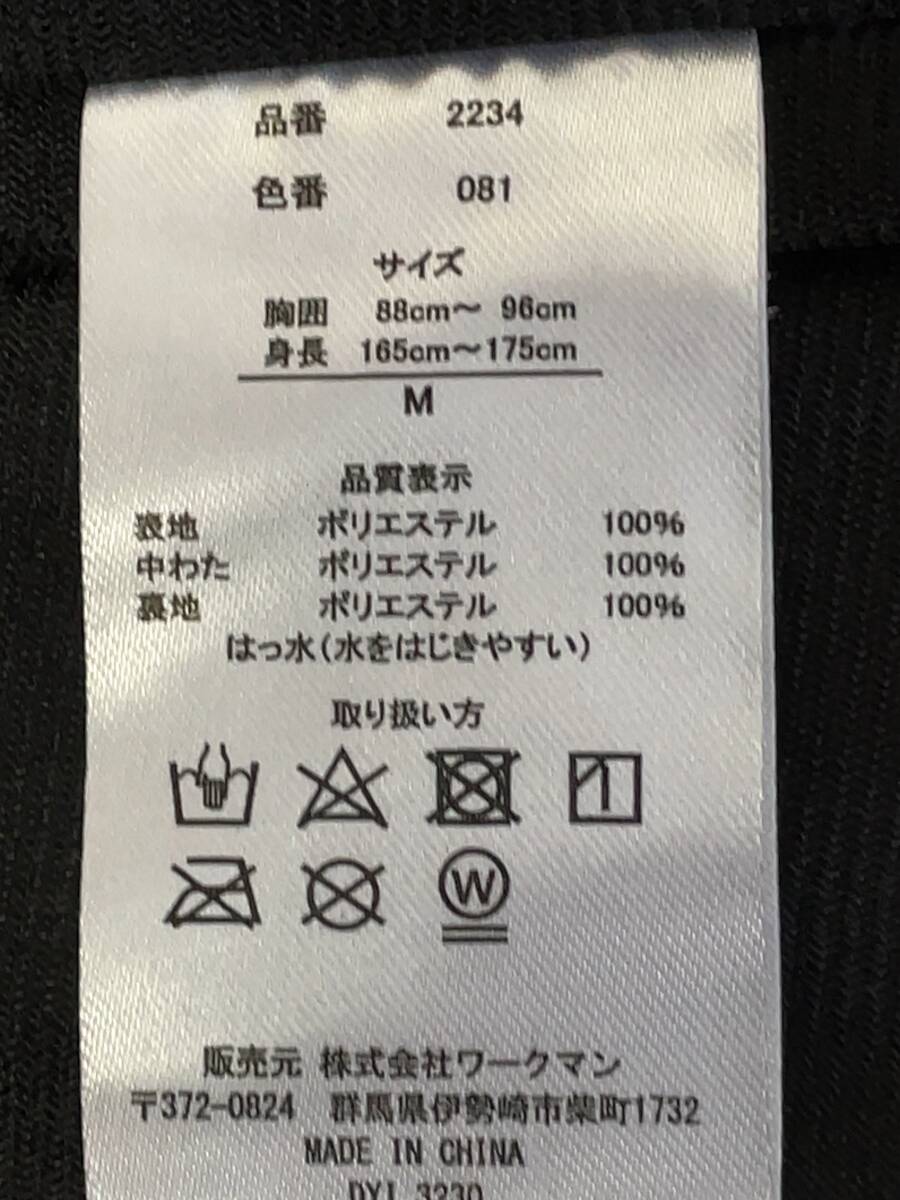 品番 2234
色番 081
サイズ
胸囲 88cm〜 96cm
身長 165cm〜175cm
M
品質表示
表地 ポリエステル 100%
中わた ポリエステル 100%
裏地 ポリエステル 100%
はっ水(水をはじきやすい)
取り扱い方
W
販売元 株式会社ワークマン
〒372-0824 群馬県伊勢崎市柴町1732
MADE IN CHINA
DYI 3230